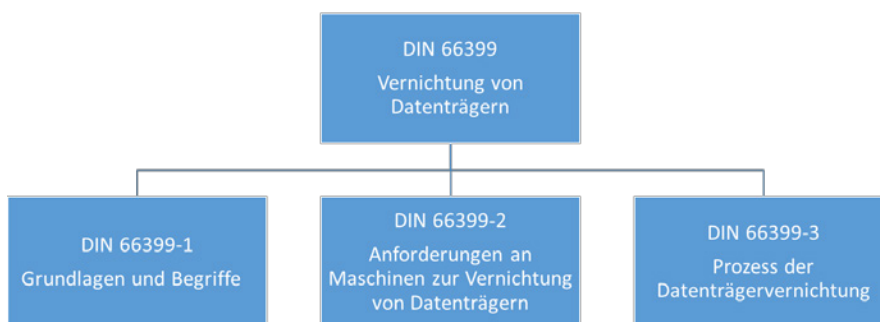 DIN 66399
Vernichtung von
Datenträgern
DIN 66399-1
Grundlagen und Begriffe
DIN 66399-2
Anforderungen an
Maschinen zur Vernichtung
von Datenträgern
DIN 66399-3
Prozess der
Datenträgervernichtung